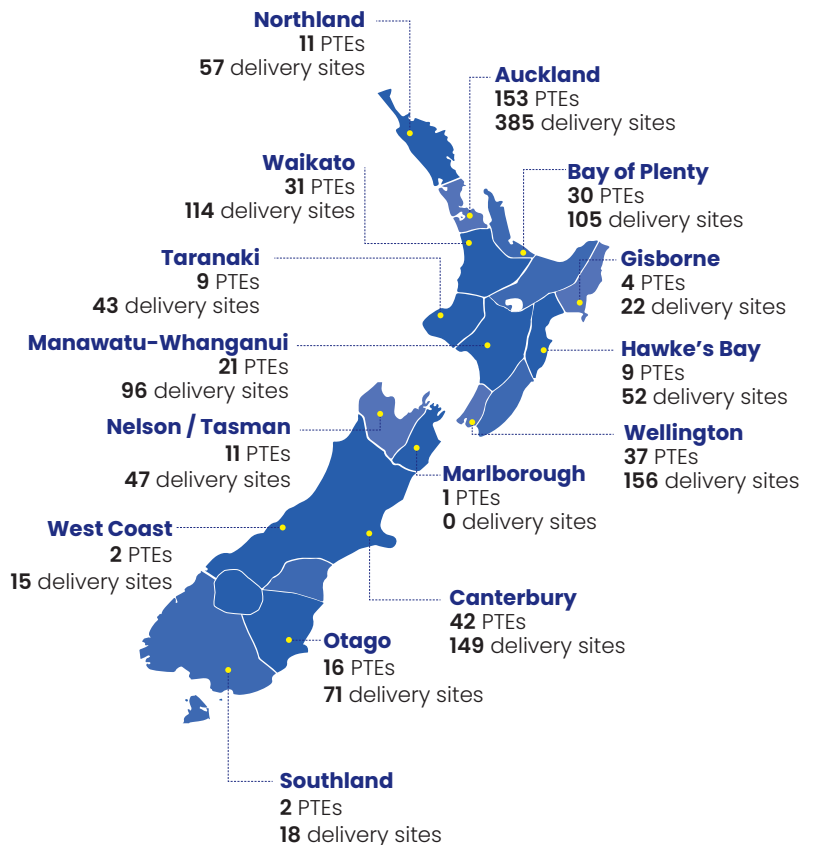 Northland
11 PTEs
57 delivery sites
Auckland
153 PTEs
385 delivery sites
Waikato
31 PTEs
114 delivery sites
Bay of Plenty
30 PTEs
105 delivery sites
Taranaki
9 PTEs
43 delivery sites
Gisborne
4 PTEs
22 delivery sites
Manawatu-Whanganui
21 PTEs
96 delivery sites
Hawke's Bay
9 PTEs
52 delivery sites
Nelson / Tasman
11 PTEs
47 delivery sites
Wellington
37 PTEs
156 delivery sites
Marlborough
1 PTEs
0 delivery sites
West Coast
2 PTEs
15 delivery sites
Canterbury
42 PTEs
149 delivery sites
Otago
16 PTEs
71 delivery sites
Southland
2 PTEs
18 delivery sites